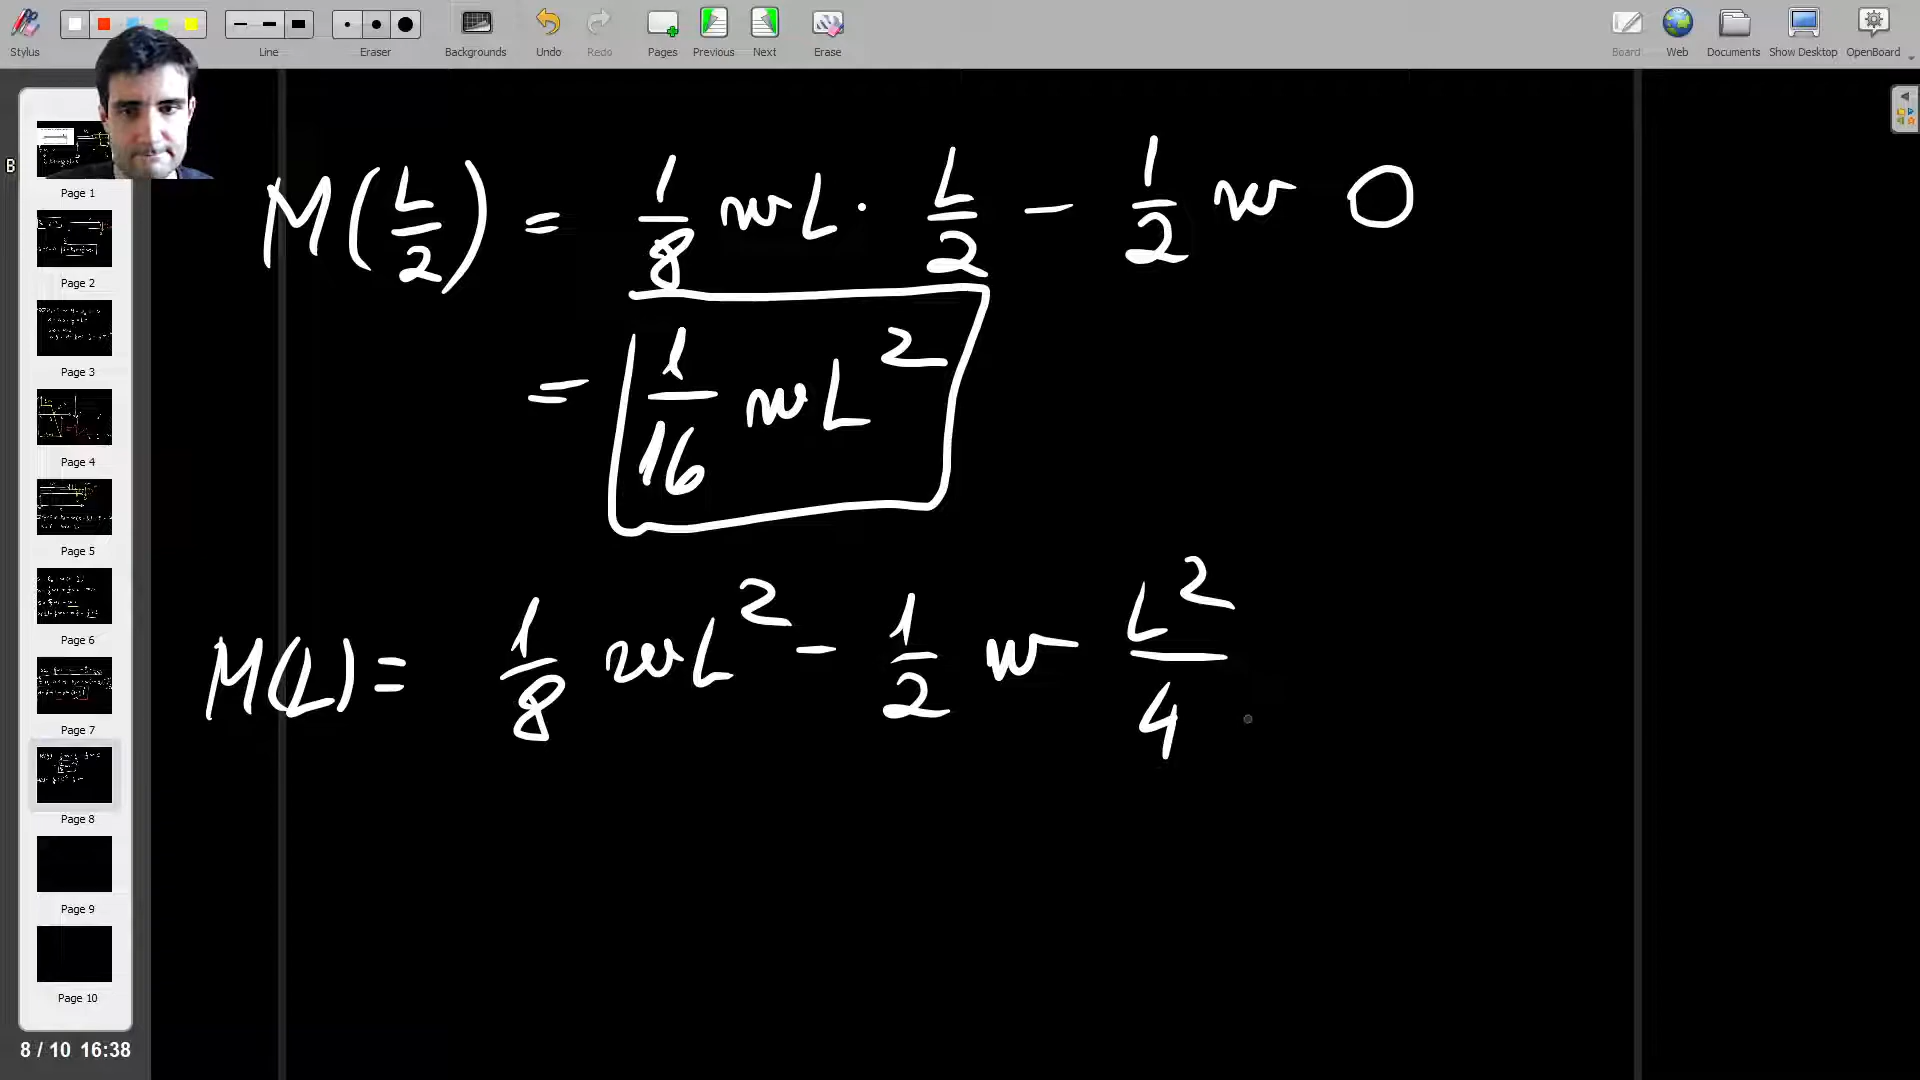 Stylus Line Eraser Backgrounds Undo Redo Pages Previous Next Erase Board Web Documents Show Desktop OpenBoard
B
Page 1
Page 2
Page 3
Page 4
Page 5
Page 6
Page 7
Page 8
Page 9
Page 10
8 / 10 16:38
M(L/2) = 1/8 wL · L/2 - 1/2 w 0
= 1/16 wL²
M(L) = 1/8 wL² - 1/2 w L²/4